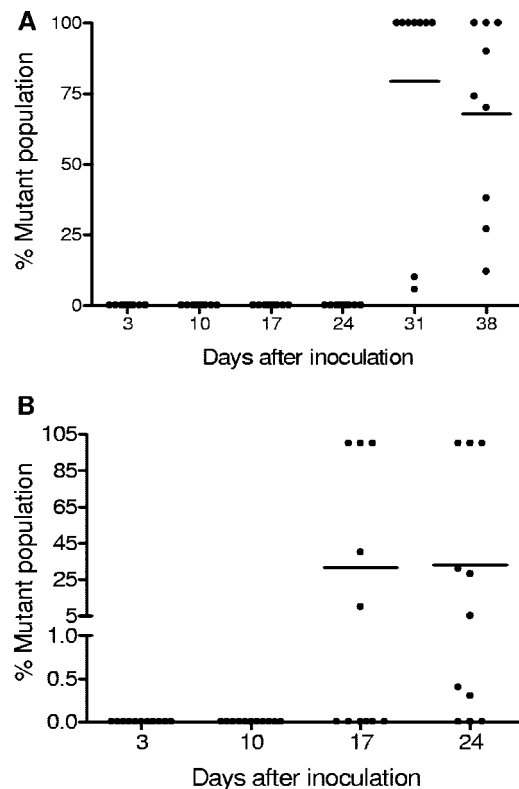 A
100
75
50
25
0
% Mutant population
3 10 17 24 31 38
Days after inoculation
B
105
85
65
45
25
5
1.0
0.5
0.0
% Mutant population
3 10 17 24
Days after inoculation